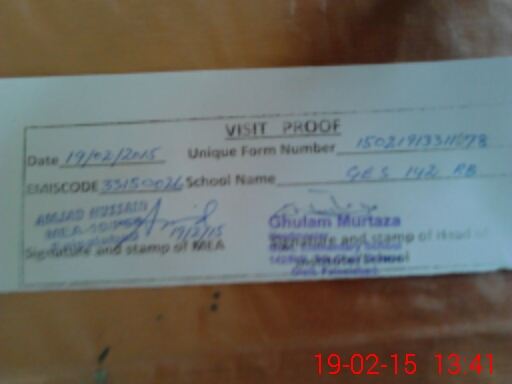 VISIT PROOF
Date 19/02/2015 Unique Form Number
EMISCODE 33150026 School Name GES 142 RB
AMJAD HUSSAIN
19/2/15
Ghulam Murtaza
Signature and stamp of MEA Signature and stamp of Head of
School
19-02-15 13:41